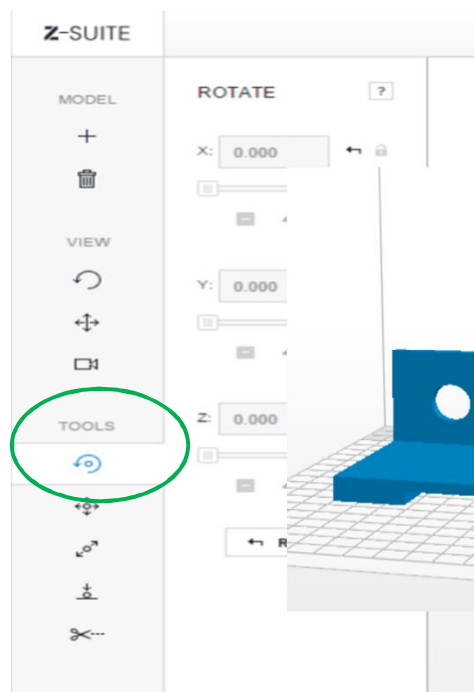 Z-SUITE
MODEL
VIEW
TOOLS
ROTATE ?
X: 0.000
Y: 0.000
Z: 0.000
R